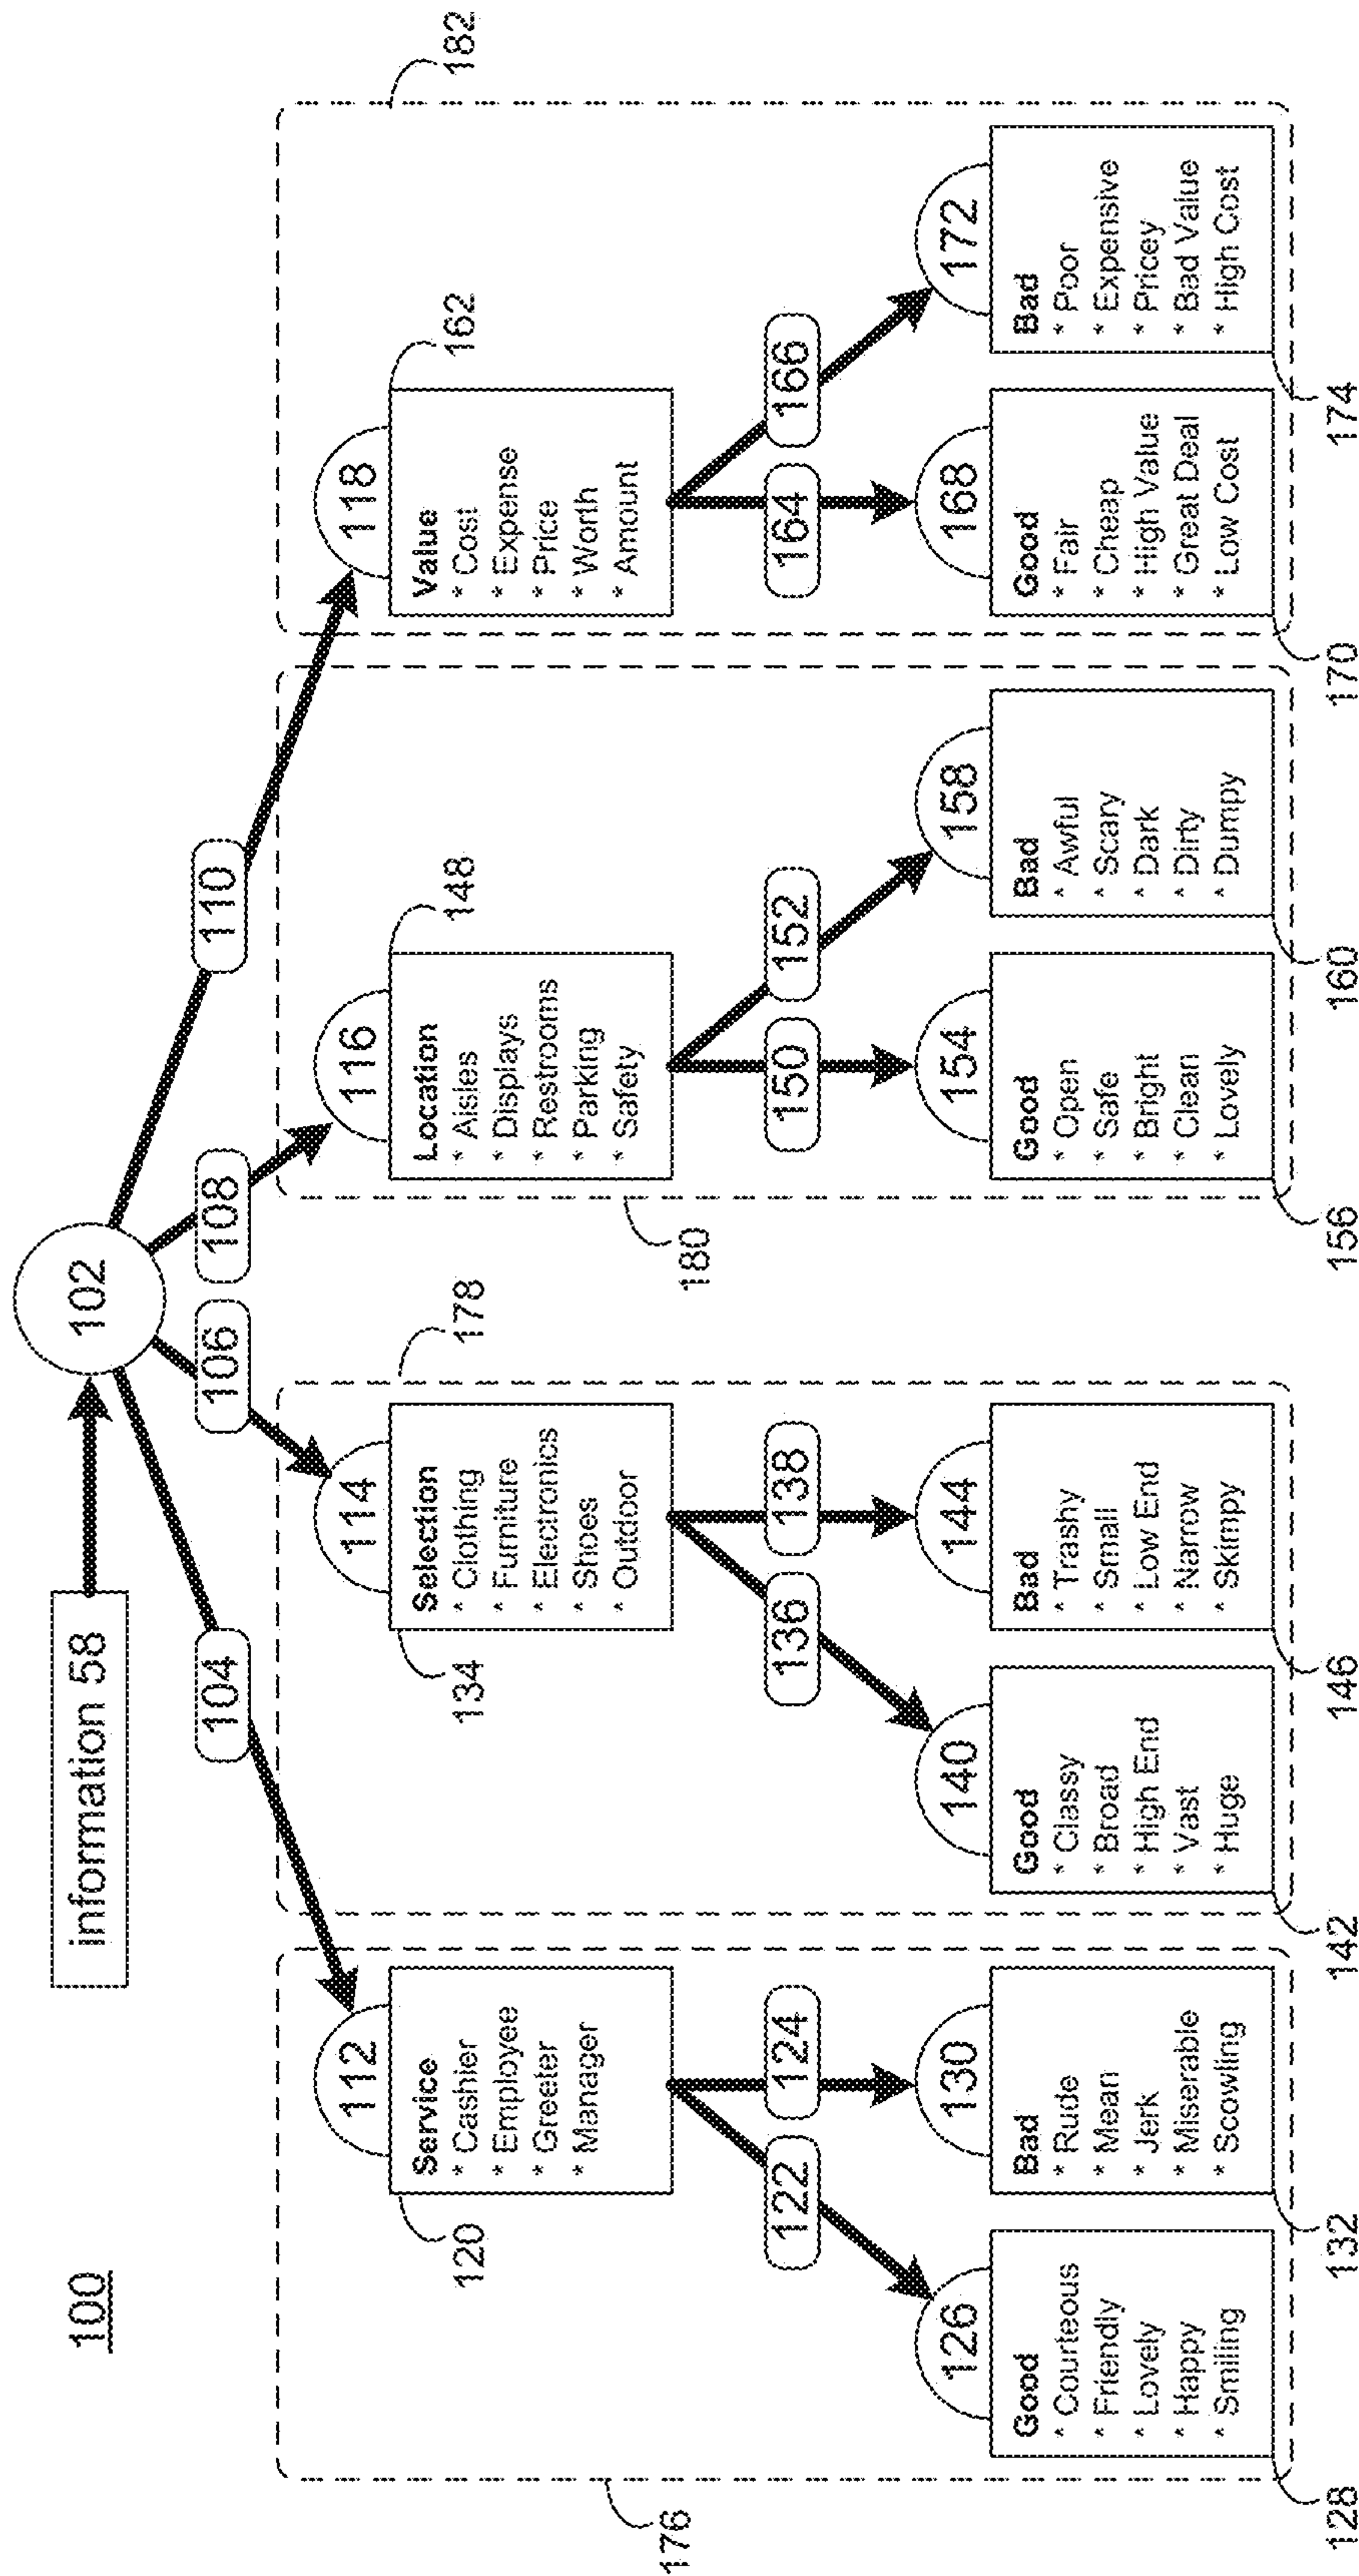 100
information 58
102
104
106
108
110
176
112
120
Service
* Cashier
* Employee
* Greeter
* Manager
122
124
126
Good
* Courteous
* Friendly
* Lovely
* Happy
* Smiling
128
130
Bad
* Rude
* Mean
* Jerk
* Miserable
* Scowling
132
178
114
134
Selection
* Clothing
* Furniture
* Electronics
* Shoes
* Outdoor
136
138
140
Good
* Classy
* Broad
* High End
* Vast
* Huge
142
144
Bad
* Trashy
* Small
* Low End
* Narrow
* Skimpy
146
180
116
148
Location
* Aisles
* Displays
* Restrooms
* Parking
* Safety
150
152
154
Good
* Open
* Safe
* Bright
* Clean
* Lovely
156
158
Bad
* Awful
* Scary
* Dark
* Dirty
* Dumpy
160
182
118
162
Value
* Cost
* Expense
* Price
* Worth
* Amount
164
166
168
Good
* Fair
* Cheap
* High Value
* Great Deal
* Low Cost
170
172
Bad
* Poor
* Expensive
* Pricey
* Bad Value
* High Cost
174